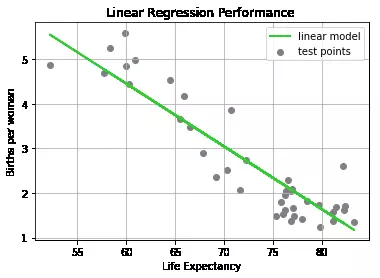 Linear Regression Performance
linear model
test points
Births per woman
5
4
3
2
1
55
60
65
70
75
80
Life Expectancy